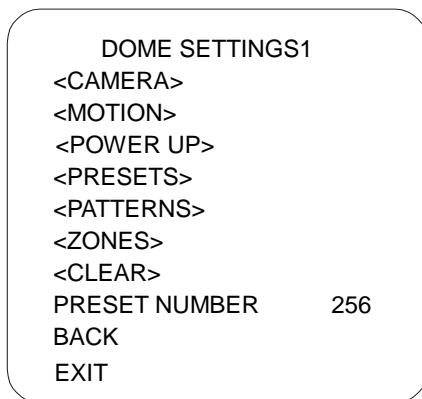 DOME SETTINGS1
<CAMERA>
<MOTION>
<POWER UP>
<PRESETS>
<PATTERNS>
<ZONES>
<CLEAR>
PRESET NUMBER 256
BACK
EXIT